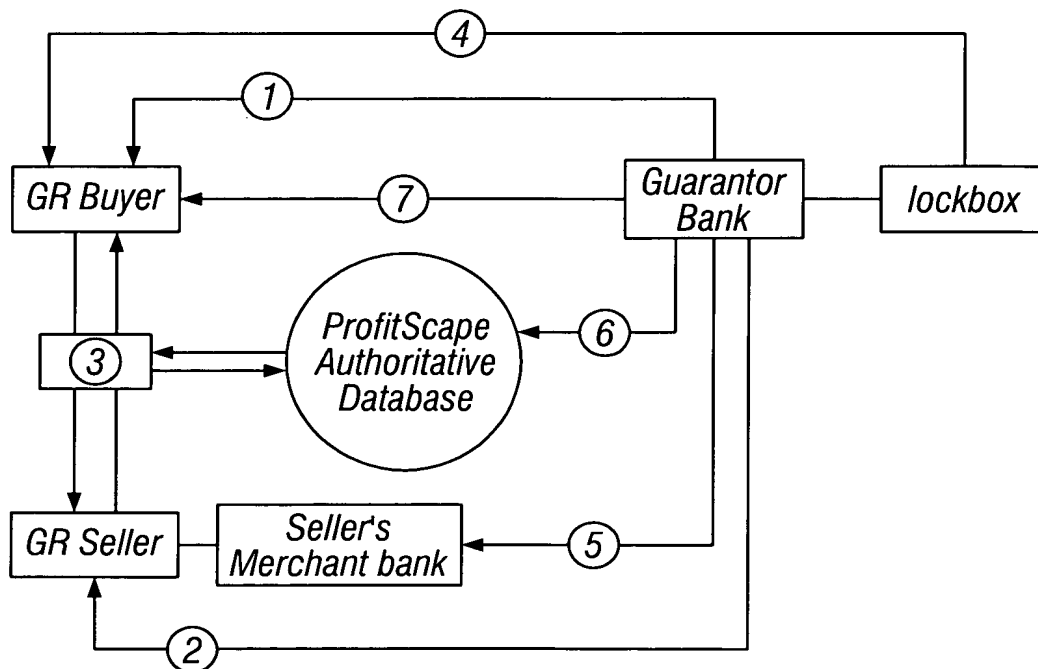 4
1
GR Buyer
7
Guarantor
Bank
lockbox
ProfitScape
Authoritative
Database
6
3
GR Seller
Seller's
Merchant bank
5
2